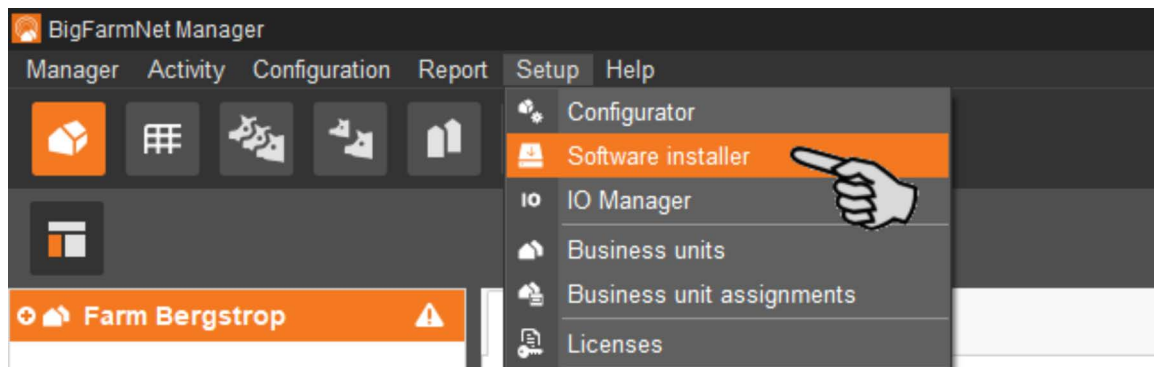 BigFarmNet Manager
Manager Activity Configuration Report Setup Help
Configurator
Software installer
IO IO Manager
Business units
Business unit assignments
Licenses
Farm Bergstrop